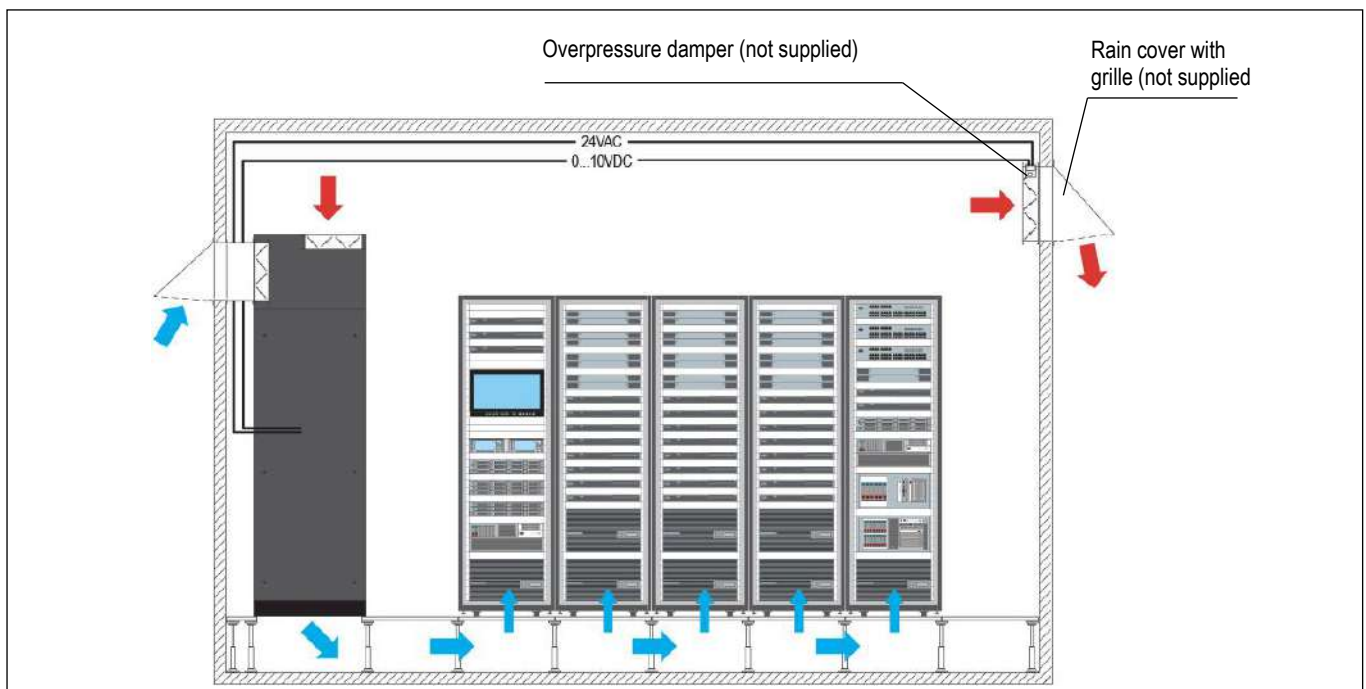 Overpressure damper (not supplied)
Rain cover with
grille (not supplied
24VAC
0...10VDC